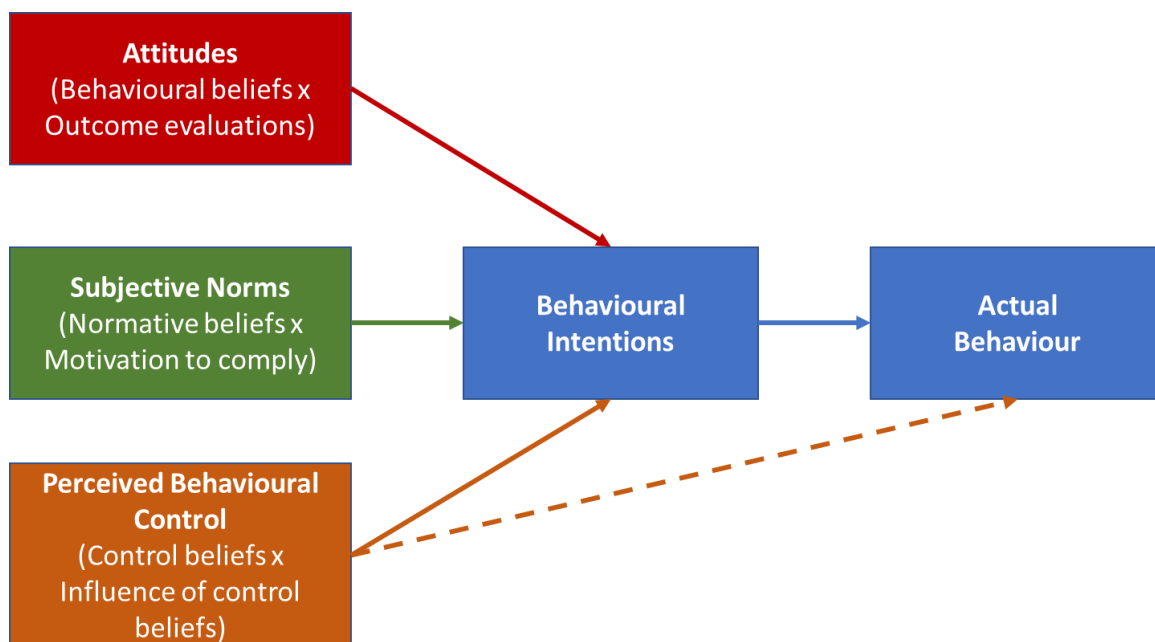 Attitudes
(Behavioural beliefs x
Outcome evaluations)
Subjective Norms
(Normative beliefs x
Motivation to comply)
Behavioural
Intentions
Actual
Behaviour
Perceived Behavioural
Control
(Control beliefs x
Influence of control
beliefs)